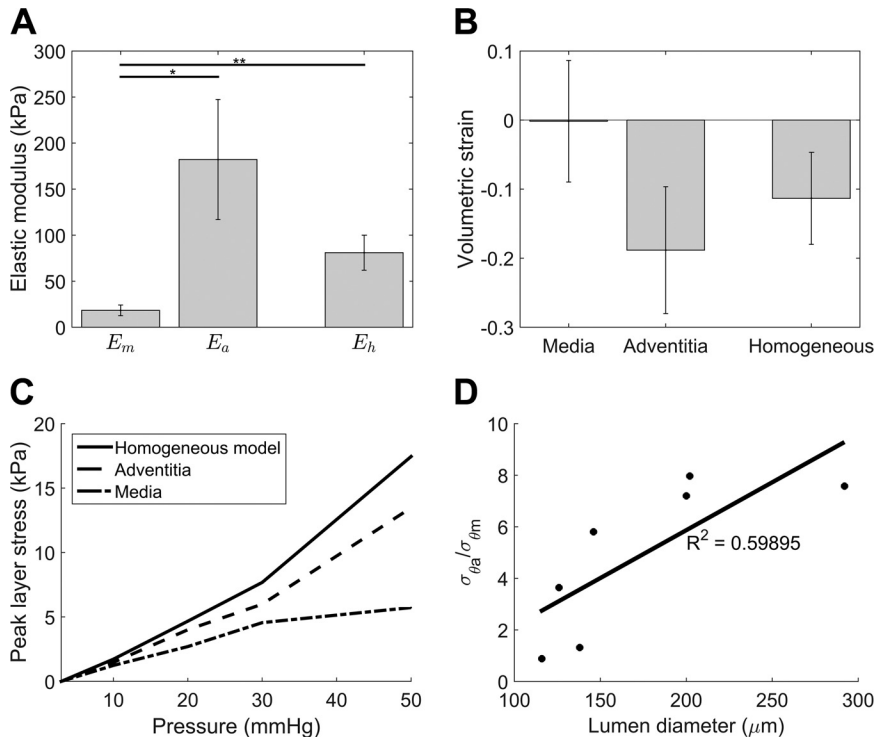 A
300
250
200
150
100
50
0
Elastic modulus (kPa)
**
*
E_m
E_a
E_h
B
0.1
0
-0.1
-0.2
-0.3
Volumetric strain
Media
Adventitia
Homogeneous
C
20
15
10
5
0
Peak layer stress (kPa)
Homogeneous model
Adventitia
Media
10 20 30 40 50
Pressure (mmHg)
D
10
8
6
4
2
0
σθa/σθm
R² = 0.59895
100 150 200 250 300
Lumen diameter (μm)